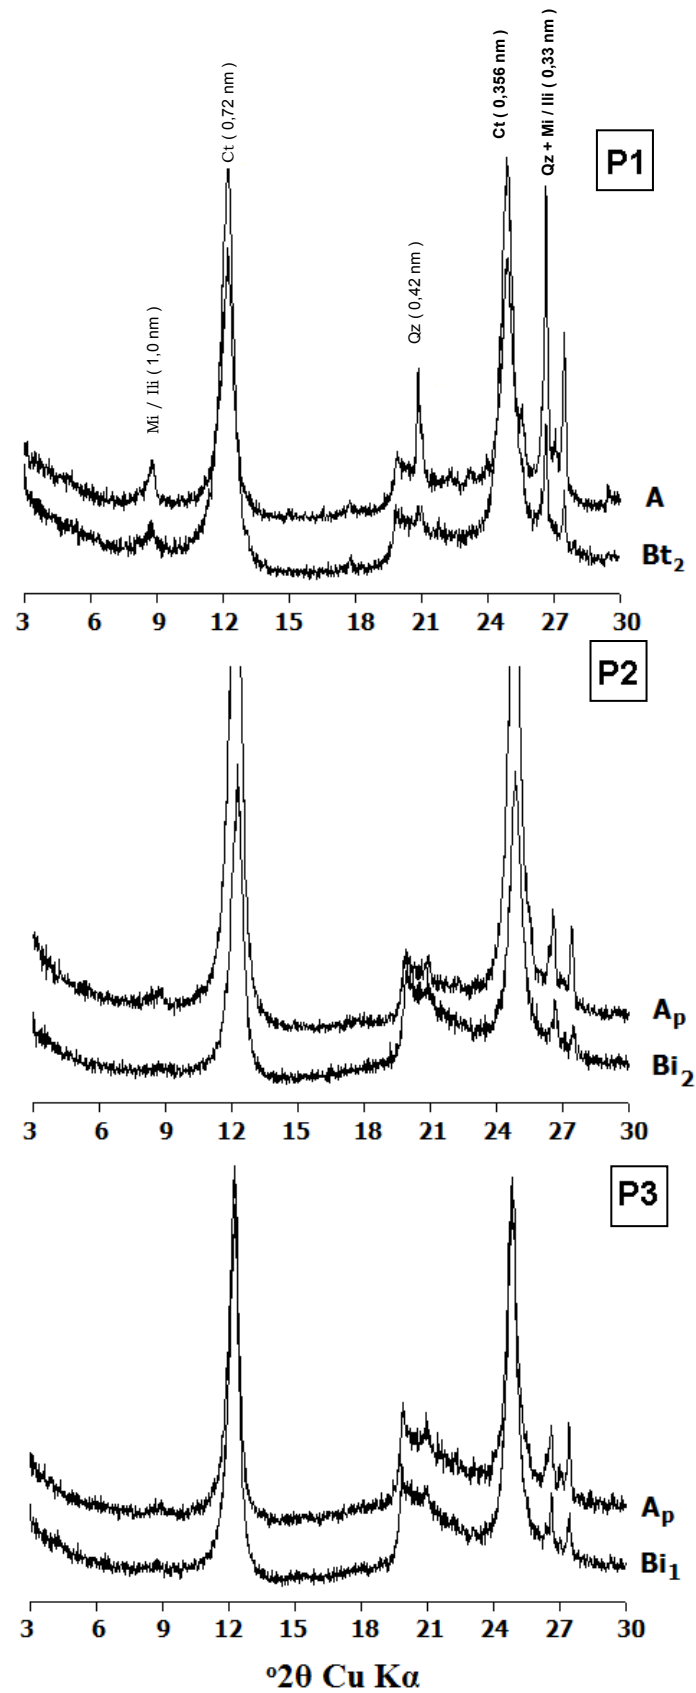 Mi / Ili ( 1,0 nm )
Ct ( 0,72 nm )
Qz ( 0,42 nm )
Ct ( 0,356 nm )
Qz + Mi / Ili ( 0,33 nm )
P1
A
Bt2
3 6 9 12 15 18 21 24 27 30
P2
Ap
Bi2
3 6 9 12 15 18 21 24 27 30
P3
Ap
Bi1
3 6 9 12 15 18 21 24 27 30
º2θ Cu Kα